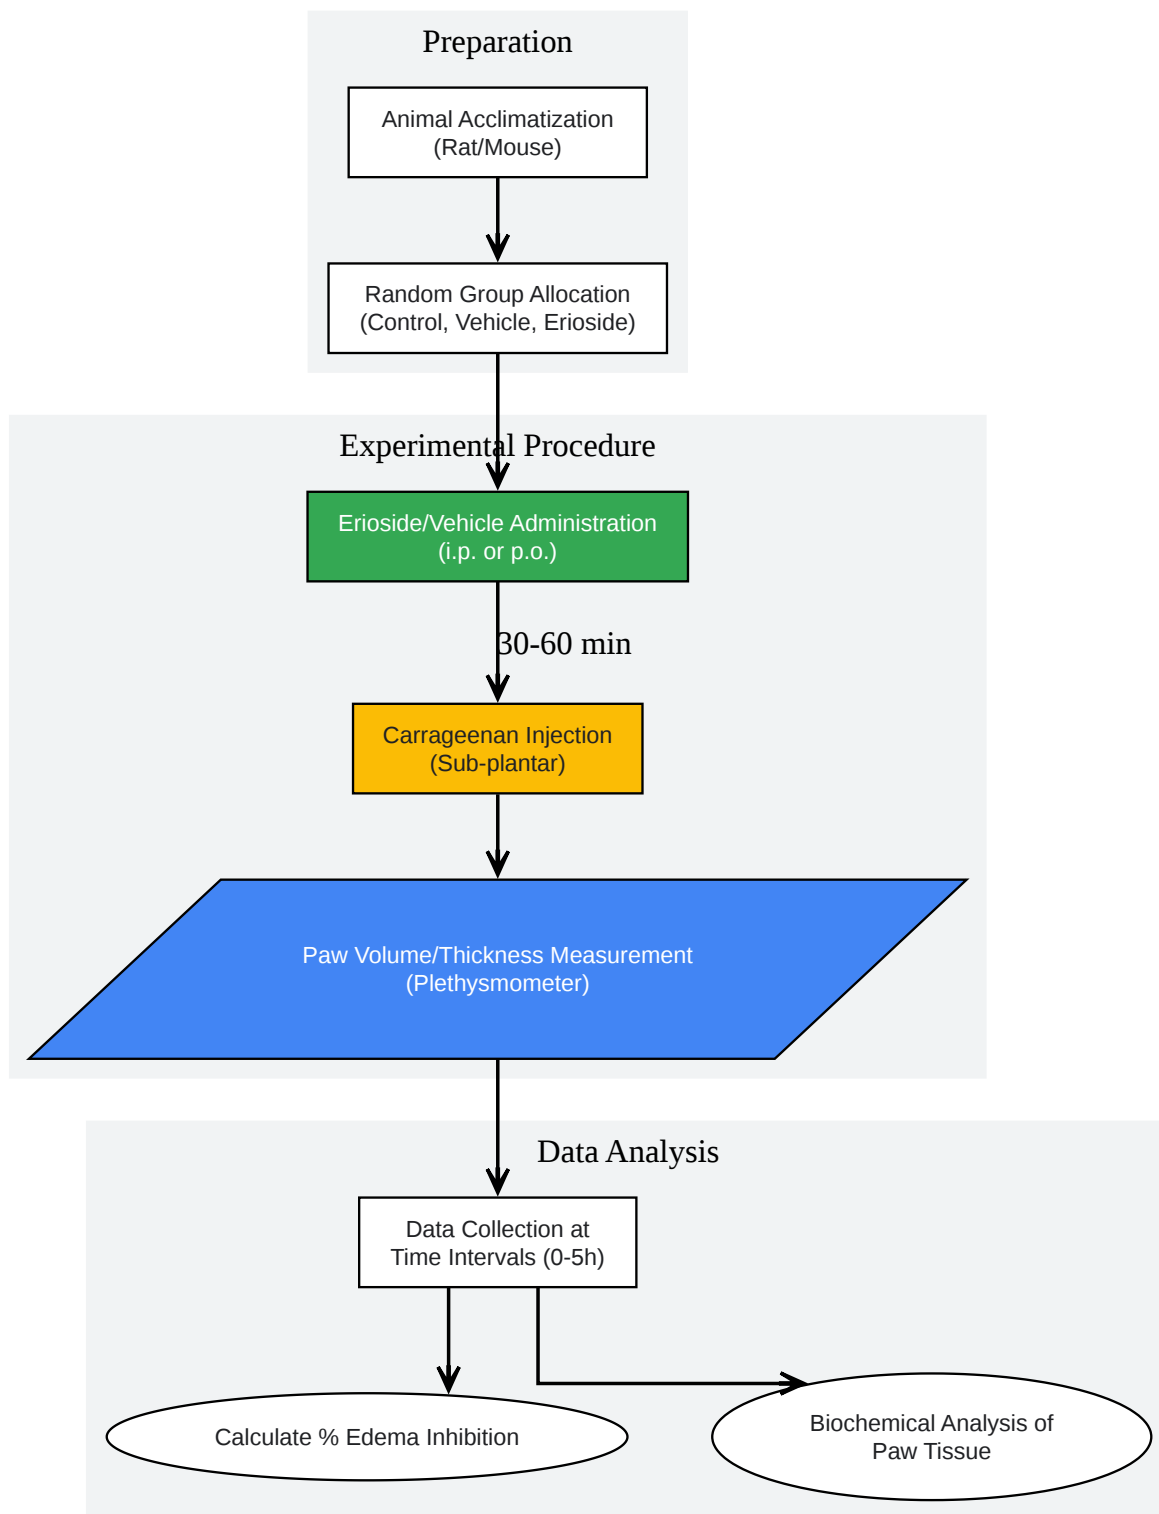 Preparation
Animal Acclimatization
(Rat/Mouse)
Random Group Allocation
(Control, Vehicle, Erioside)
Experimental Procedure
Erioside/Vehicle Administration
(i.p. or p.o.)
30-60 min
Carrageenan Injection
(Sub-plantar)
Paw Volume/Thickness Measurement
(Plethysmometer)
Data Analysis
Data Collection at
Time Intervals (0-5h)
Calculate % Edema Inhibition
Biochemical Analysis of
Paw Tissue